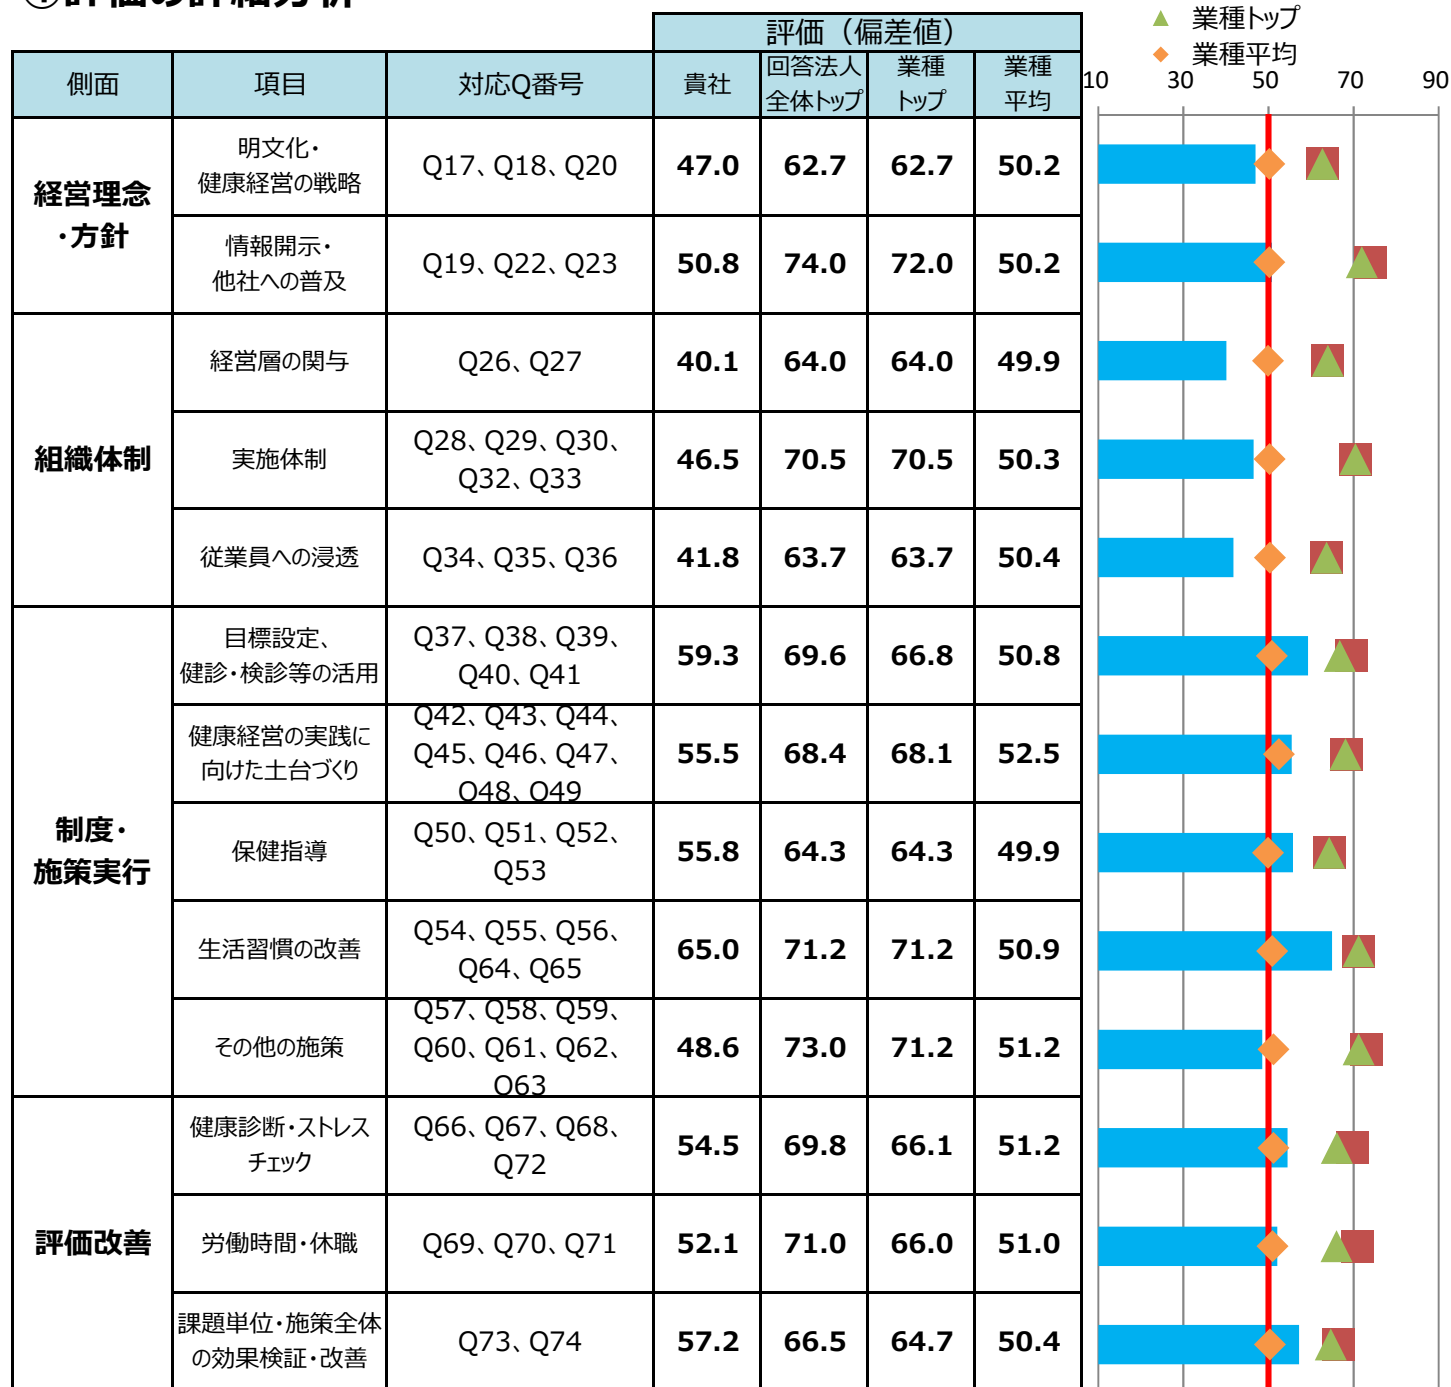 評価（偏差値）
▲ 業種トップ
◆ 業種平均
側面 項目 対応Q番号 貴社 回答法人 業種 業種
全体トップ トップ 平均
10 30 50 70 90
経営理念
・方針
明文化・
健康経営の戦略
Q17、Q18、Q20 47.0 62.7 62.7 50.2
情報開示・
他社への普及
Q19、Q22、Q23 50.8 74.0 72.0 50.2
組織体制
経営層の関与 Q26、Q27 40.1 64.0 64.0 49.9
実施体制
Q28、Q29、Q30、
Q32、Q33
46.5 70.5 70.5 50.3
従業員への浸透 Q34、Q35、Q36 41.8 63.7 63.7 50.4
制度・
施策実行
目標設定、
健診・検診等の活用
Q37、Q38、Q39、
Q40、Q41
59.3 69.6 66.8 50.8
健康経営の実践に
向けた土台づくり
Q42、Q43、Q44、
Q45、Q46、Q47、
Q48、Q49
55.5 68.4 68.1 52.5
保健指導
Q50、Q51、Q52、
Q53
55.8 64.3 64.3 49.9
生活習慣の改善
Q54、Q55、Q56、
Q64、Q65
65.0 71.2 71.2 50.9
その他の施策
Q57、Q58、Q59、
Q60、Q61、Q62、
Q63
48.6 73.0 71.2 51.2
評価改善
健康診断・ストレス
チェック
Q66、Q67、Q68、
Q72
54.5 69.8 66.1 51.2
労働時間・休職 Q69、Q70、Q71 52.1 71.0 66.0 51.0
課題単位・施策全体
の効果検証・改善
Q73、Q74 57.2 66.5 64.7 50.4